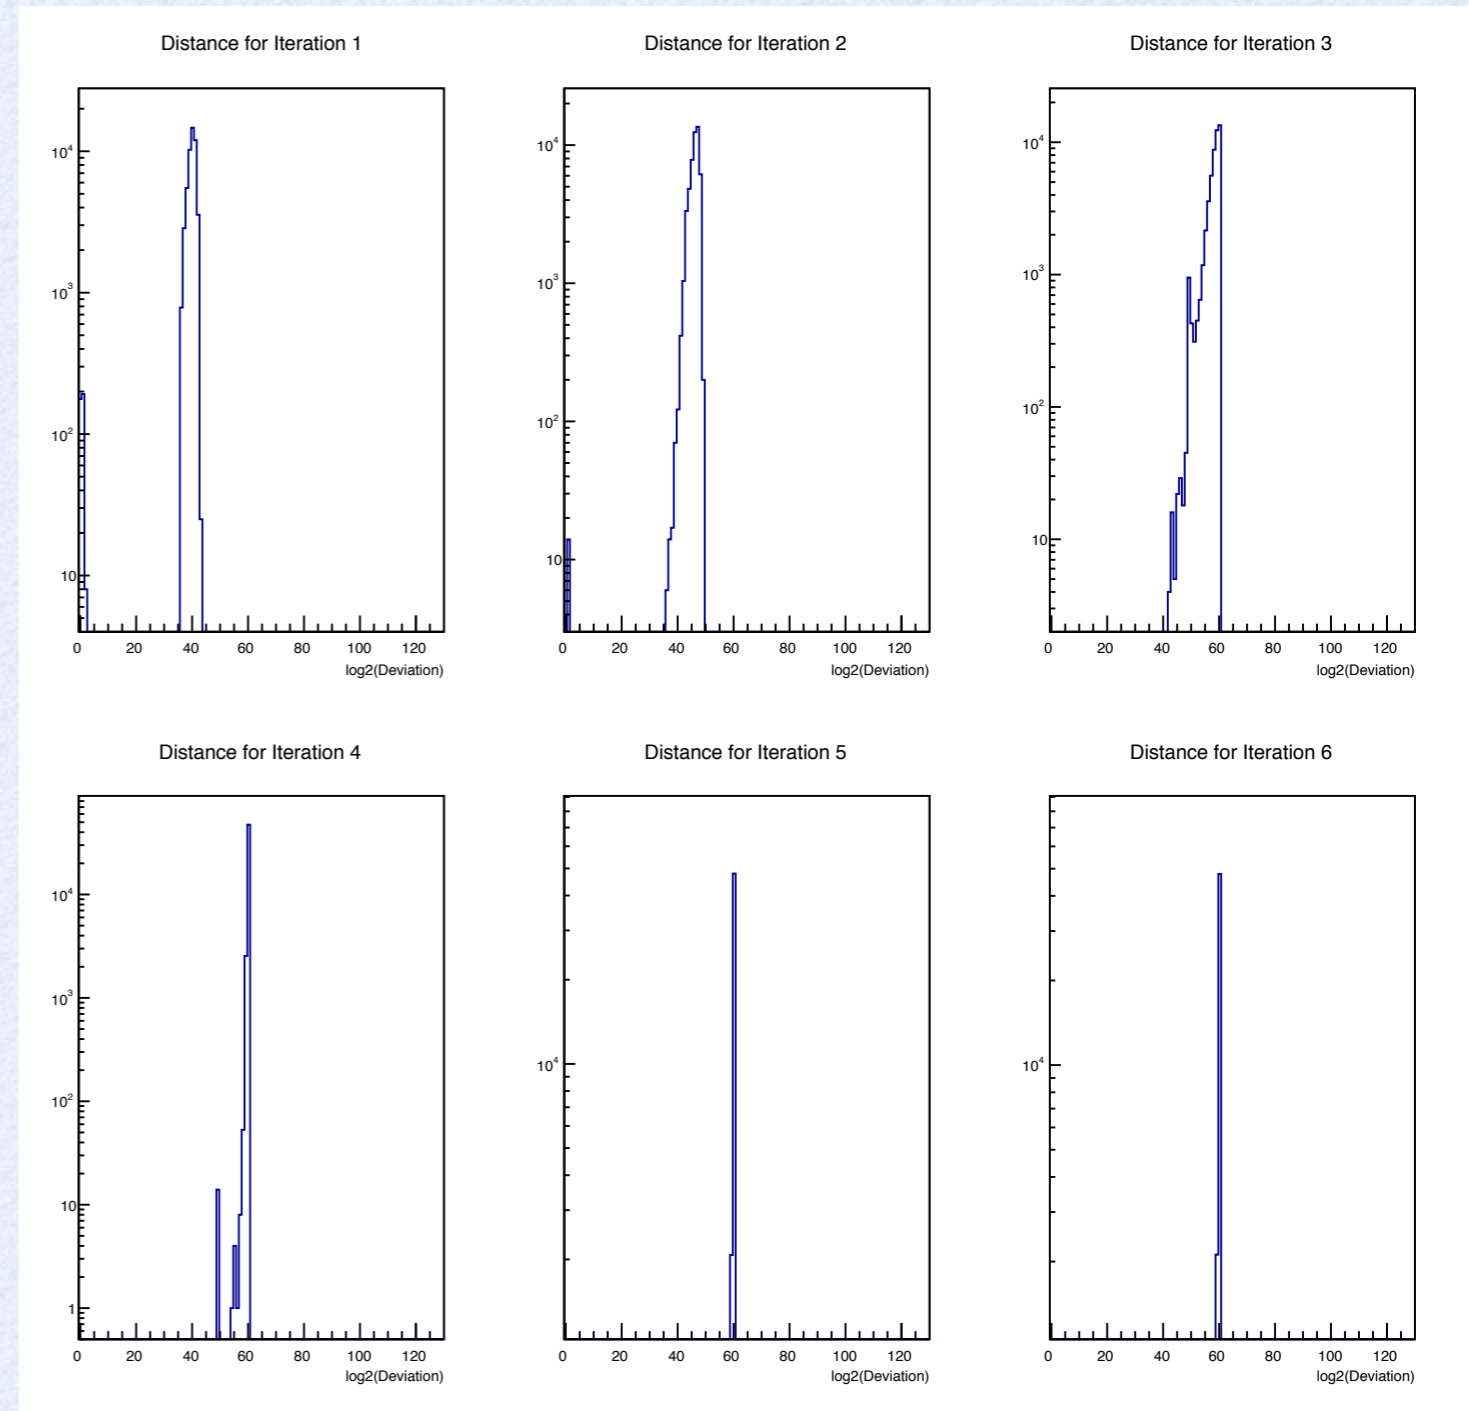 Distance for Iteration 1
10⁴
10³
10²
10
0 20 40 60 80 100 120
log2(Deviation)
Distance for Iteration 2
10⁴
10³
10²
10
0 20 40 60 80 100 120
log2(Deviation)
Distance for Iteration 3
10⁴
10³
10²
10
0 20 40 60 80 100 120
log2(Deviation)
Distance for Iteration 4
10⁴
10³
10²
10
1
0 20 40 60 80 100 120
log2(Deviation)
Distance for Iteration 5
10⁴
0 20 40 60 80 100 120
log2(Deviation)
Distance for Iteration 6
10⁴
0 20 40 60 80 100 120
log2(Deviation)